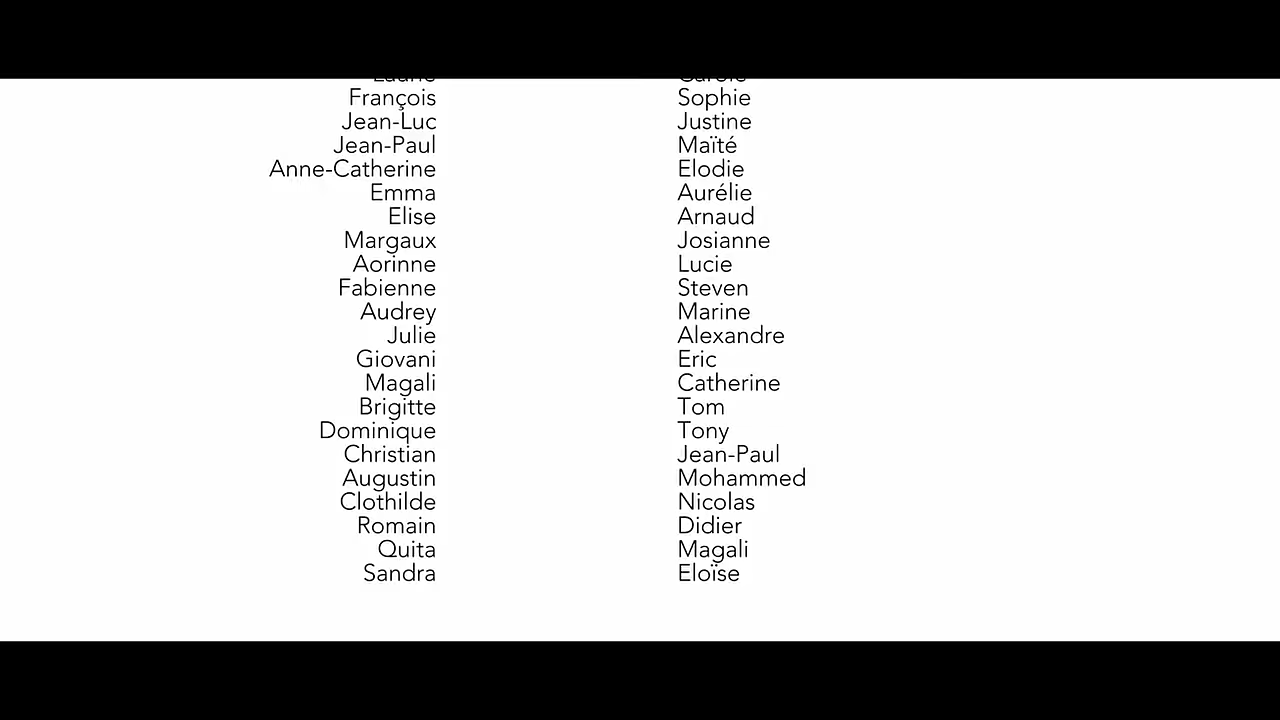 François Sophie
Jean-Luc Justine
Jean-Paul Maïté
Anne-Catherine Elodie
Emma Aurélie
Elise Arnaud
Margaux Josianne
Aorinne Lucie
Fabienne Steven
Audrey Marine
Julie Alexandre
Giovani Eric
Magali Catherine
Brigitte Tom
Dominique Tony
Christian Jean-Paul
Augustin Mohammed
Clothilde Nicolas
Romain Didier
Quita Magali
Sandra Eloïse